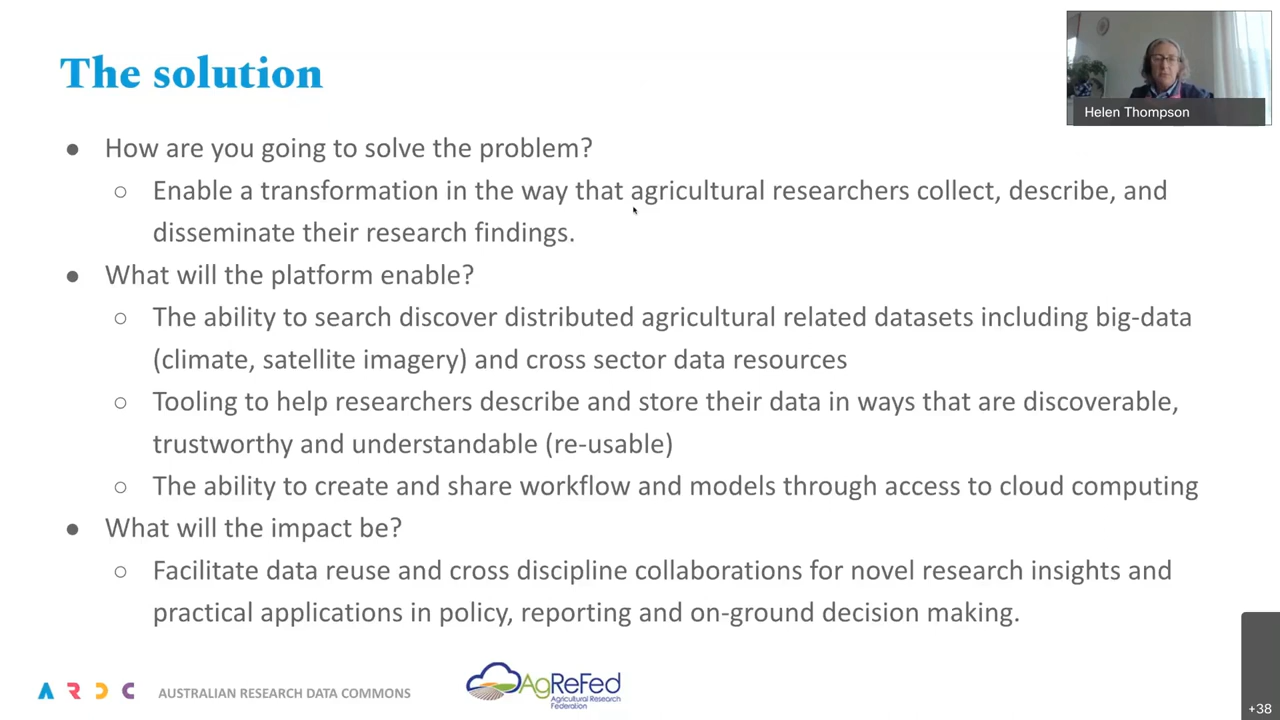 The solution
Helen Thompson
● How are you going to solve the problem?
○ Enable a transformation in the way that agricultural researchers collect, describe, and
disseminate their research findings.
● What will the platform enable?
○ The ability to search discover distributed agricultural related datasets including big-data
(climate, satellite imagery) and cross sector data resources
○ Tooling to help researchers describe and store their data in ways that are discoverable,
trustworthy and understandable (re-usable)
○ The ability to create and share workflow and models through access to cloud computing
● What will the impact be?
○ Facilitate data reuse and cross discipline collaborations for novel research insights and
practical applications in policy, reporting and on-ground decision making.
ARDC AUSTRALIAN RESEARCH DATA COMMONS
AgReFed
Agricultural Research
Federation
+38